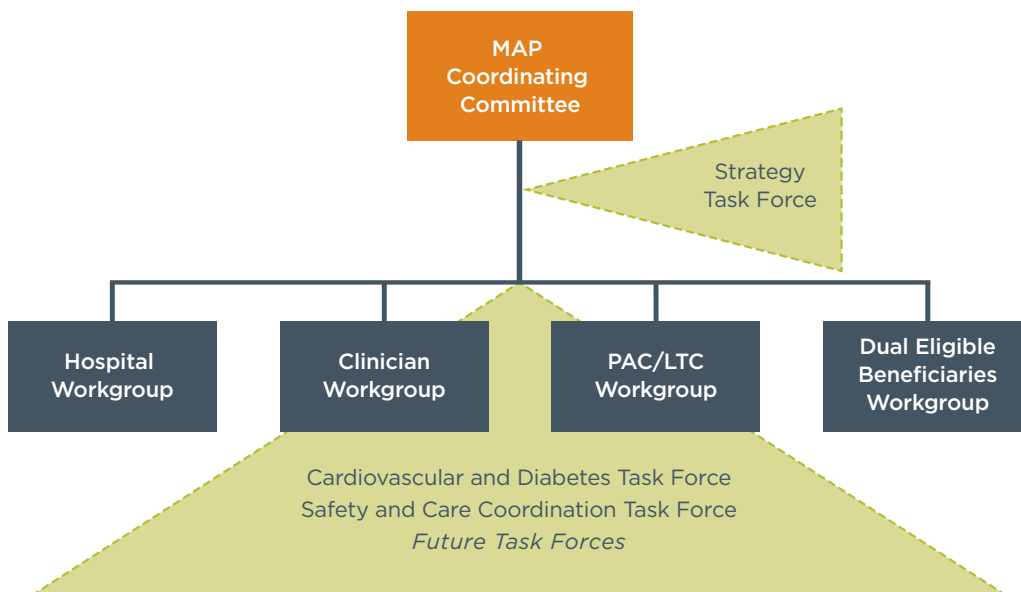 MAP
Coordinating
Committee
Strategy
Task Force
Hospital
Workgroup
Clinician
Workgroup
PAC/LTC
Workgroup
Dual Eligible
Beneficiaries
Workgroup
Cardiovascular and Diabetes Task Force
Safety and Care Coordination Task Force
Future Task Forces